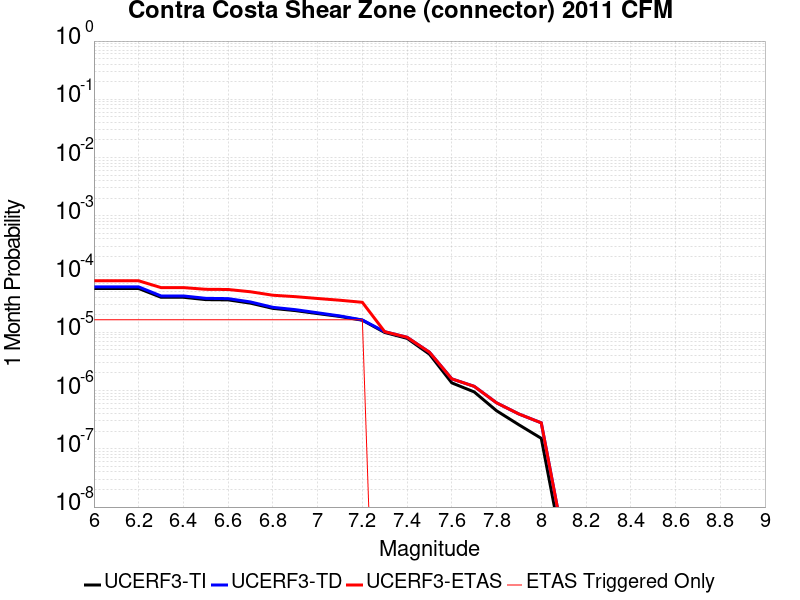 Contra Costa Shear Zone (connector) 2011 CFM
10^0
10^-1
10^-2
10^-3
10^-4
10^-5
10^-6
10^-7
10^-8
1 Month Probability
6 6.2 6.4 6.6 6.8 7 7.2 7.4 7.6 7.8 8 8.2 8.4 8.6 8.8 9
Magnitude
UCERF3-TI UCERF3-TD UCERF3-ETAS ETAS Triggered Only